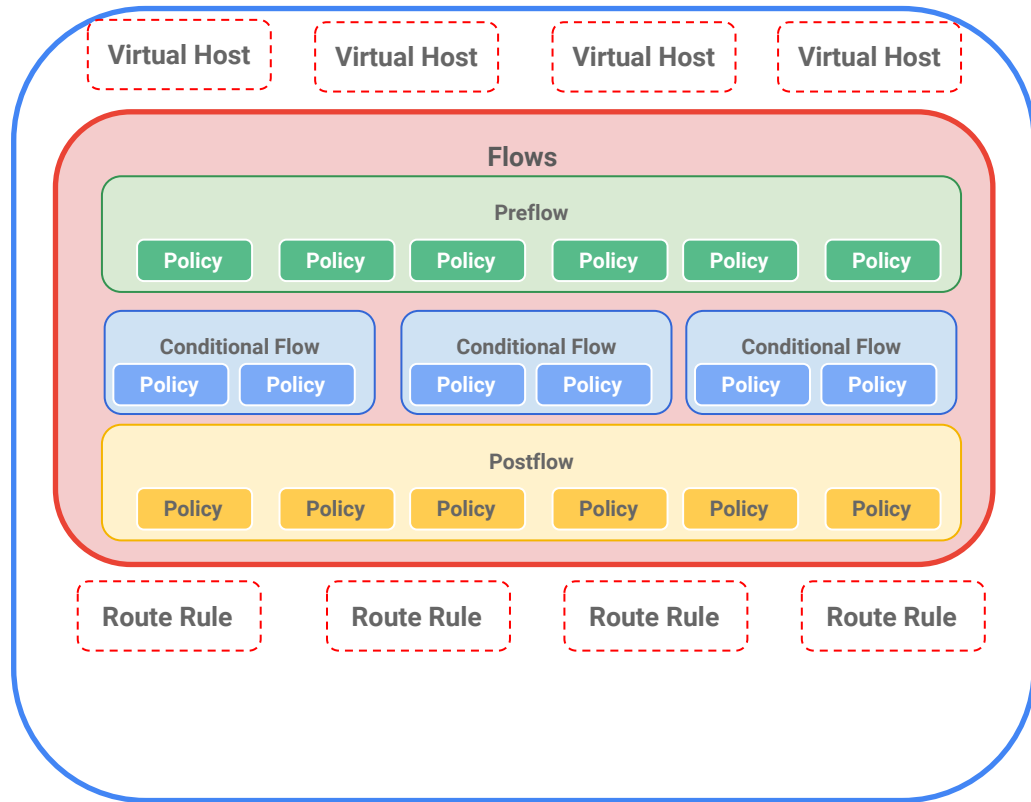 Virtual Host Virtual Host Virtual Host Virtual Host
Flows
Preflow
Policy Policy Policy Policy Policy Policy
Conditional Flow Conditional Flow Conditional Flow
Policy Policy Policy Policy Policy Policy
Postflow
Policy Policy Policy Policy Policy Policy
Route Rule Route Rule Route Rule Route Rule